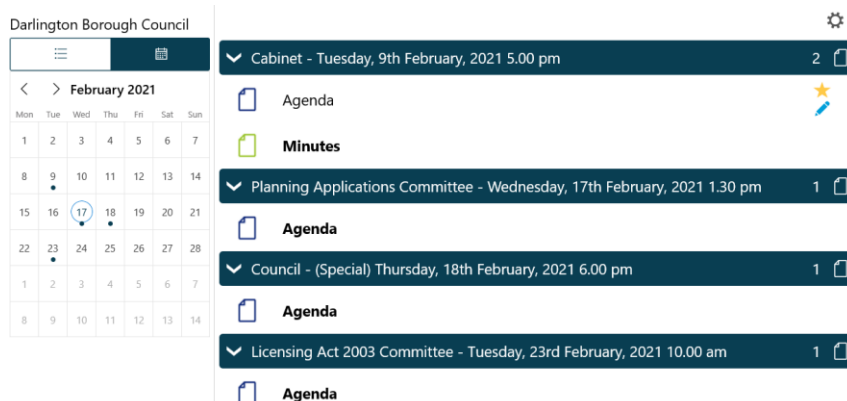 Darlington Borough Council
February 2021
Mon Tue Wed Thu Fri Sat Sun
1 2 3 4 5 6 7
8 9 10 11 12 13 14
15 16 17 18 19 20 21
22 23 24 25 26 27 28
1 2 3 4 5 6 7
8 9 10 11 12 13 14
Cabinet - Tuesday, 9th February, 2021 5.00 pm 2
Agenda
Minutes
Planning Applications Committee - Wednesday, 17th February, 2021 1.30 pm 1
Agenda
Council - (Special) Thursday, 18th February, 2021 6.00 pm 1
Agenda
Licensing Act 2003 Committee - Tuesday, 23rd February, 2021 10.00 am 1
Agenda